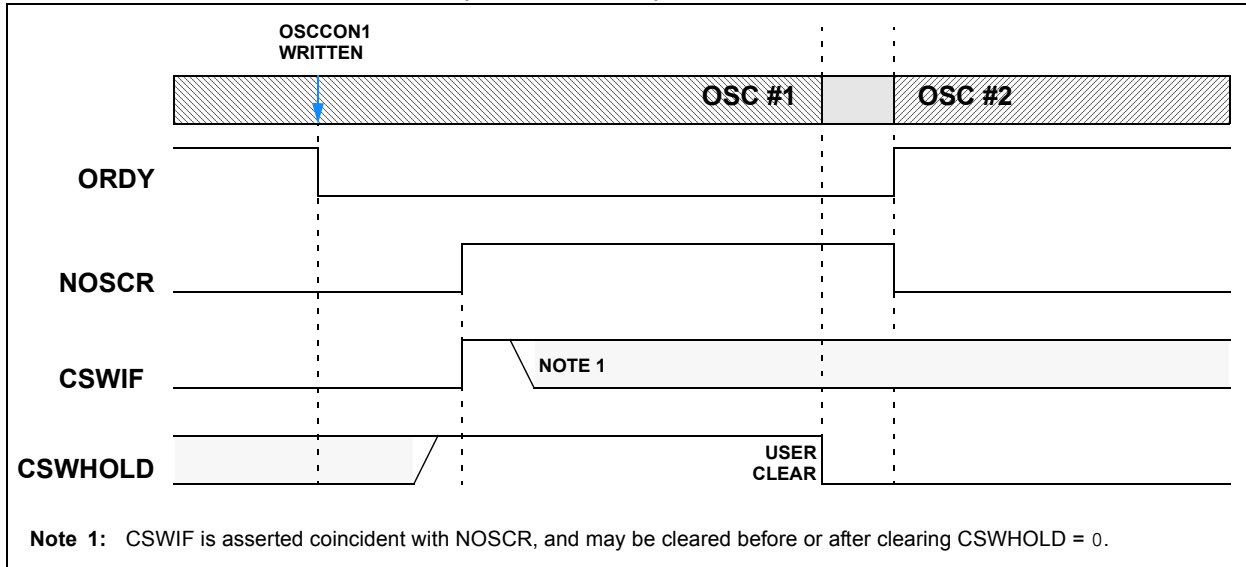 OSCCON1
WRITTEN
OSC #1
OSC #2
ORDY
NOSCR
CSWIF
NOTE 1
CSWHOLD
USER
CLEAR
Note 1: CSWIF is asserted coincident with NOSCR, and may be cleared before or after clearing CSWHOLD = 0.